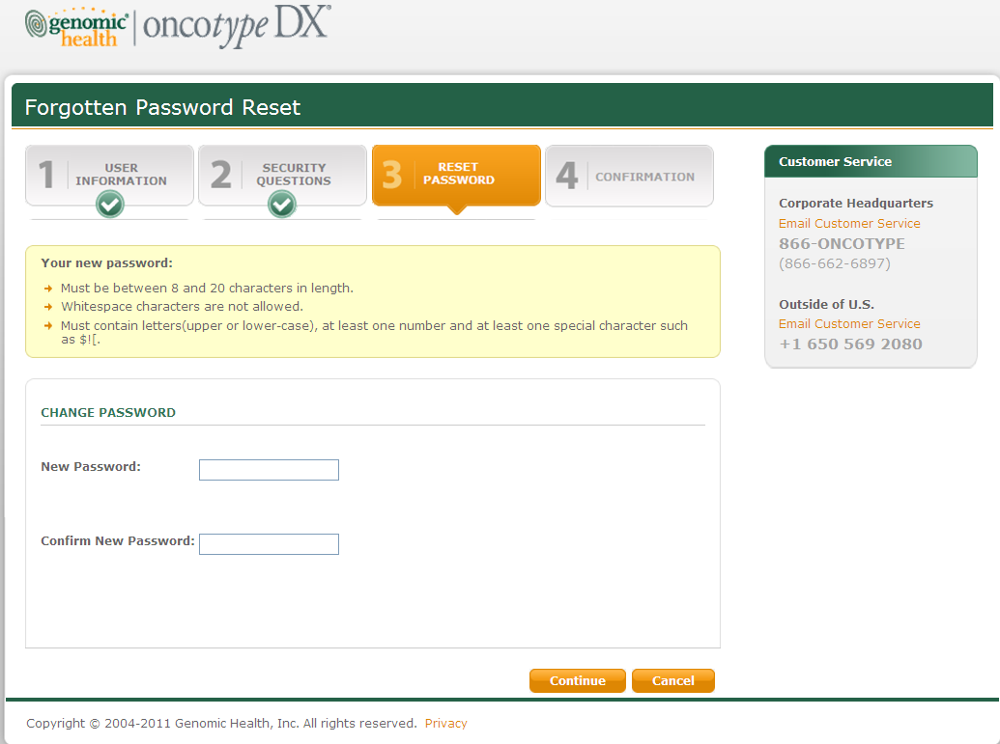 genomic health | oncotype DX®
Forgotten Password Reset
1 USER INFORMATION
2 SECURITY QUESTIONS
3 RESET PASSWORD
4 CONFIRMATION
Your new password:
Must be between 8 and 20 characters in length.
Whitespace characters are not allowed.
Must contain letters(upper or lower-case), at least one number and at least one special character such
as $![.
CHANGE PASSWORD
New Password:
Confirm New Password:
Continue
Cancel
Customer Service
Corporate Headquarters
Email Customer Service
866-ONCOTYPE
(866-662-6897)
Outside of U.S.
Email Customer Service
+1 650 569 2080
Copyright © 2004-2011 Genomic Health, Inc. All rights reserved. Privacy